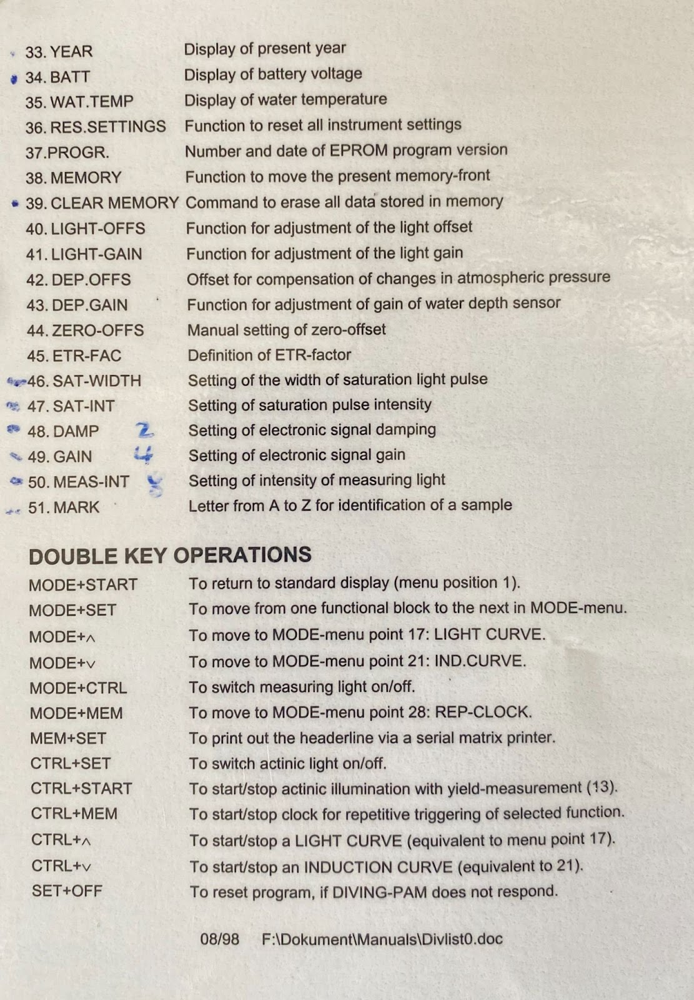 33. YEAR Display of present year
34. BATT Display of battery voltage
35. WAT.TEMP Display of water temperature
36. RES.SETTINGS Function to reset all instrument settings
37.PROGR. Number and date of EPROM program version
38. MEMORY Function to move the present memory-front
39. CLEAR MEMORY Command to erase all data stored in memory
40. LIGHT-OFFS Function for adjustment of the light offset
41. LIGHT-GAIN Function for adjustment of the light gain
42. DEP.OFFS Offset for compensation of changes in atmospheric pressure
43. DEP.GAIN Function for adjustment of gain of water depth sensor
44. ZERO-OFFS Manual setting of zero-offset
45. ETR-FAC Definition of ETR-factor
46. SAT-WIDTH Setting of the width of saturation light pulse
47. SAT-INT Setting of saturation pulse intensity
48. DAMP 2 Setting of electronic signal damping
49. GAIN 4 Setting of electronic signal gain
50. MEAS-INT Setting of intensity of measuring light
51. MARK Letter from A to Z for identification of a sample
DOUBLE KEY OPERATIONS
MODE+START To return to standard display (menu position 1).
MODE+SET To move from one functional block to the next in MODE-menu.
MODE+∧ To move to MODE-menu point 17: LIGHT CURVE.
MODE+∨ To move to MODE-menu point 21: IND.CURVE.
MODE+CTRL To switch measuring light on/off.
MODE+MEM To move to MODE-menu point 28: REP-CLOCK.
MEM+SET To print out the headerline via a serial matrix printer.
CTRL+SET To switch actinic light on/off.
CTRL+START To start/stop actinic illumination with yield-measurement (13).
CTRL+MEM To start/stop clock for repetitive triggering of selected function.
CTRL+∧ To start/stop a LIGHT CURVE (equivalent to menu point 17).
CTRL+∨ To start/stop an INDUCTION CURVE (equivalent to 21).
SET+OFF To reset program, if DIVING-PAM does not respond.
08/98 F:\Dokument\Manuals\Divlist0.doc